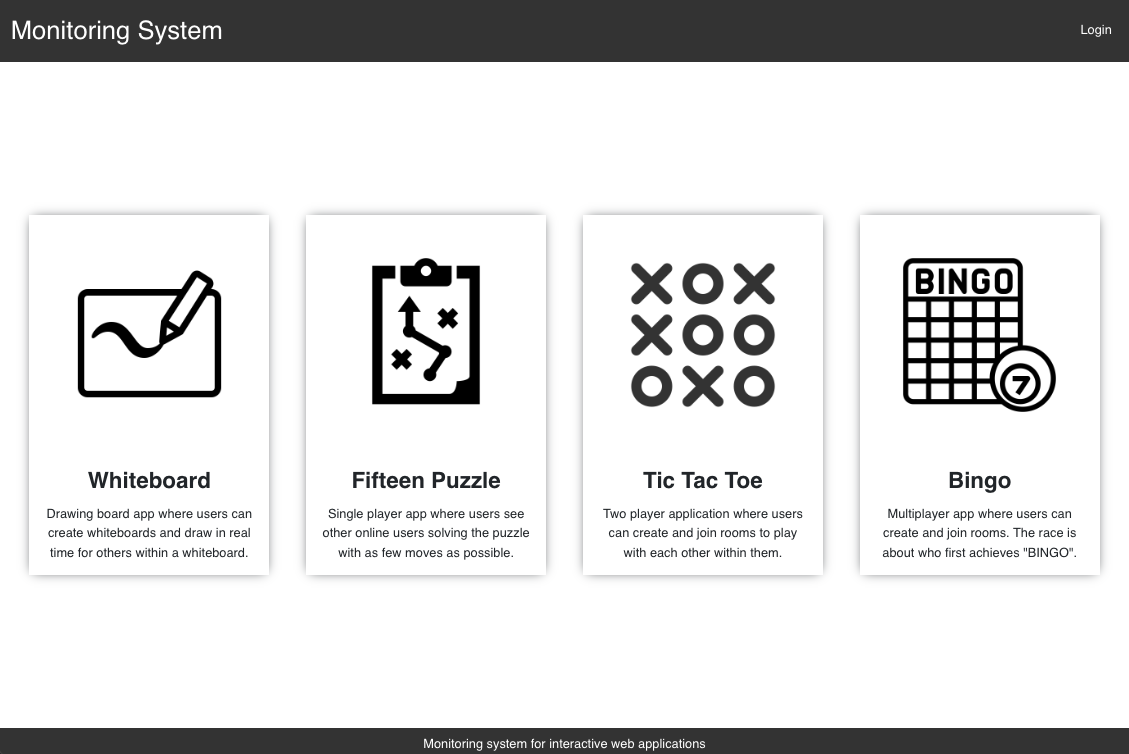 Monitoring System
Login
BINGO
7
Whiteboard
Drawing board app where users can
create whiteboards and draw in real
time for others within a whiteboard.
Fifteen Puzzle
Single player app where users see
other online users solving the puzzle
with as few moves as possible.
Tic Tac Toe
Two player application where users
can create and join rooms to play
with each other within them.
Bingo
Multiplayer app where users can
create and join rooms. The race is
about who first achieves "BINGO".
Monitoring system for interactive web applications